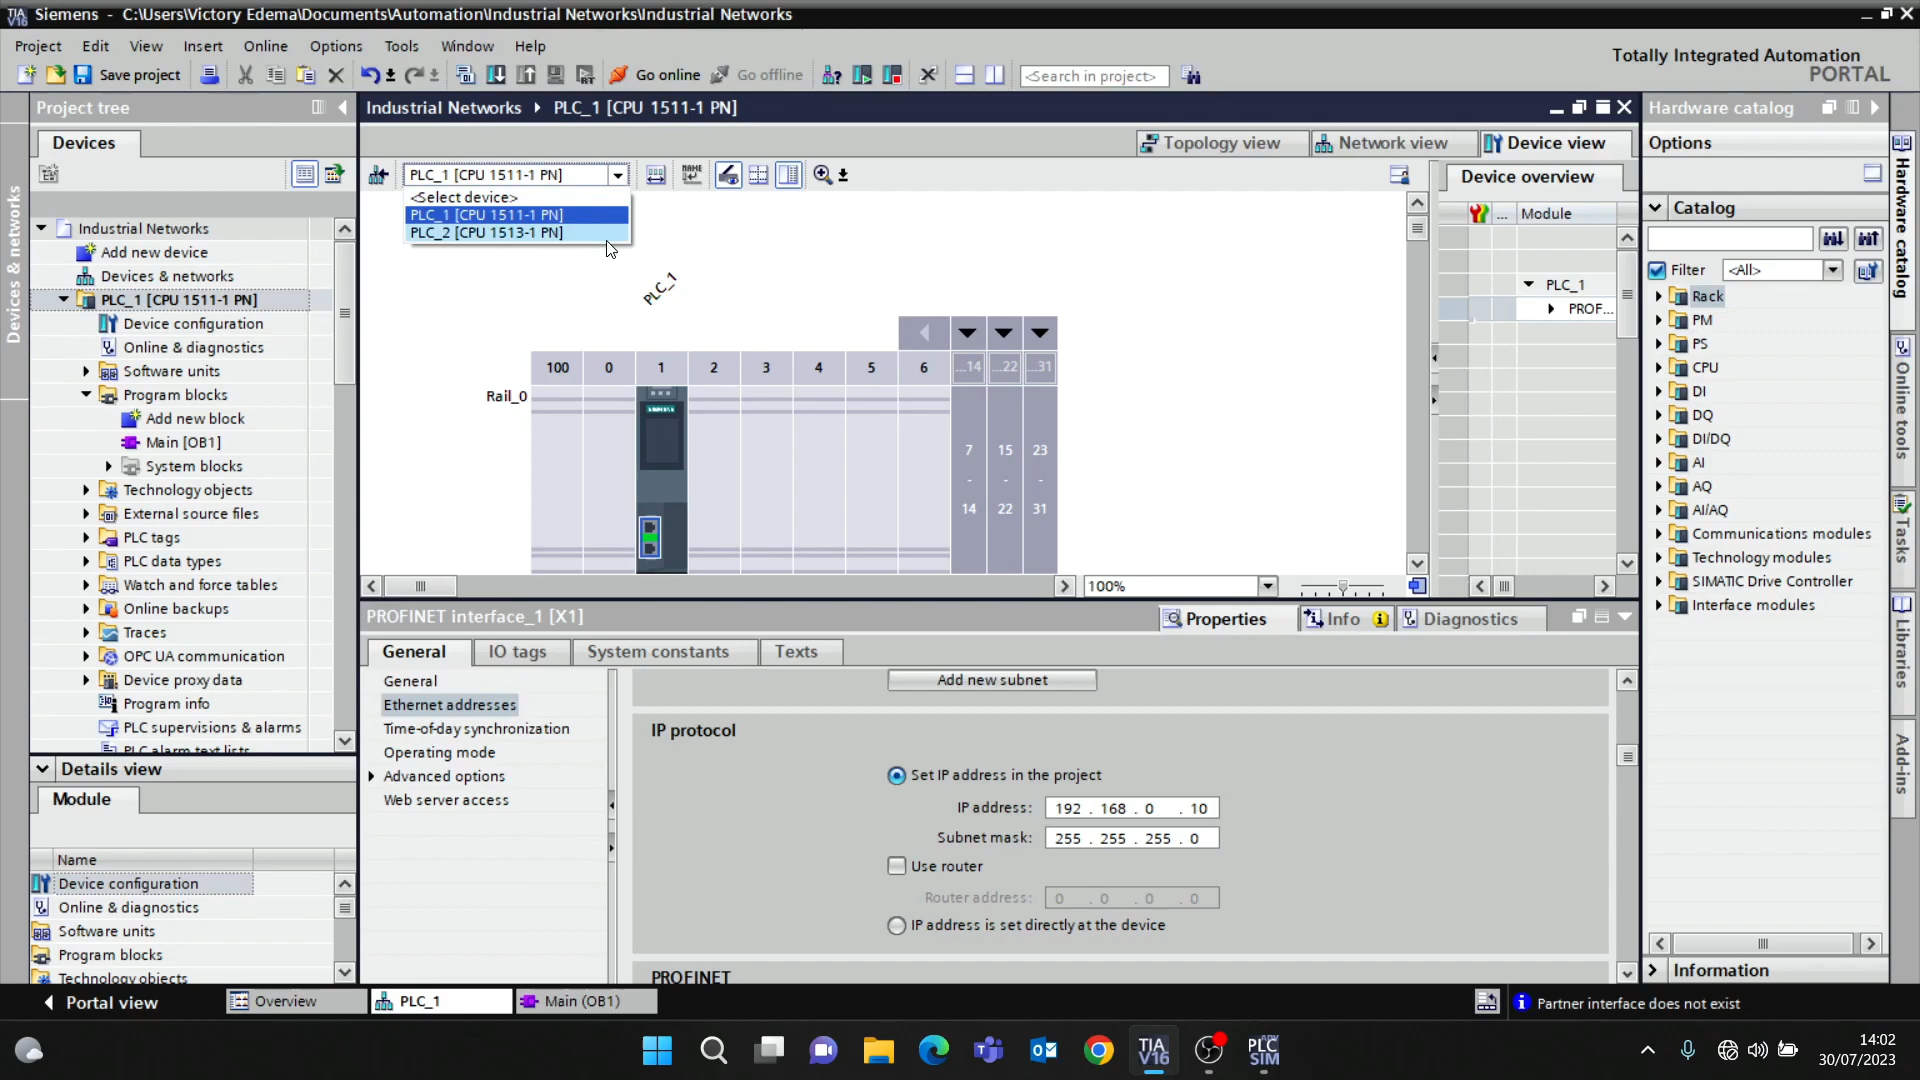 Siemens - C:\Users\Victory Edema\Documents\Automation\Industrial Networks\Industrial Networks
Project Edit View Insert Online Options Tools Window Help
Totally Integrated Automation
PORTAL
Save project
Go online
Go offline
<Search in project>
Project tree
Industrial Networks PLC_1 [CPU 1511-1 PN]
Hardware catalog
Devices
Topology view
Network view
Device view
Options
PLC_1 [CPU 1511-1 PN]
<Select device>
PLC_1 [CPU 1511-1 PN]
PLC_2 [CPU 1513-1 PN]
NAME
Device overview
... Module
PLC_1
PROF...
Catalog
Filter <All>
Rack
PM
PS
CPU
DI
DQ
DI/DQ
AI
AQ
AI/AQ
Communications modules
Technology modules
SIMATIC Drive Controller
Interface modules
Information
Devices & networks
Hardware catalog
Online tools
Tasks
Libraries
Add-ins
Industrial Networks
Add new device
Devices & networks
PLC_1 [CPU 1511-1 PN]
Device configuration
Online & diagnostics
Software units
Program blocks
Add new block
Main [OB1]
System blocks
Technology objects
External source files
PLC tags
PLC data types
Watch and force tables
Online backups
Traces
OPC UA communication
Device proxy data
Program info
PLC supervisions & alarms
PLC alarm text lists
PLC_1
100 0 1 2 3 4 5 6 ...14 ...22 ...31
Rail_0
SIEMENS
7 15 23
- - -
14 22 31
100%
PROFINET interface_1 [X1]
Properties
Info
Diagnostics
General IO tags System constants Texts
General
Ethernet addresses
Time-of-day synchronization
Operating mode
Advanced options
Web server access
Add new subnet
IP protocol
Set IP address in the project
IP address: 192 . 168 . 0 . 10
Subnet mask: 255 . 255 . 255 . 0
Use router
Router address: 0 . 0 . 0 . 0
IP address is set directly at the device
PROFINET
Details view
Module
Name
Device configuration
Online & diagnostics
Software units
Program blocks
Technology objects
Portal view
Overview
PLC_1
Main (OB1)
Partner interface does not exist
TIA
V16
PLC
SIM
14:02
30/07/2023